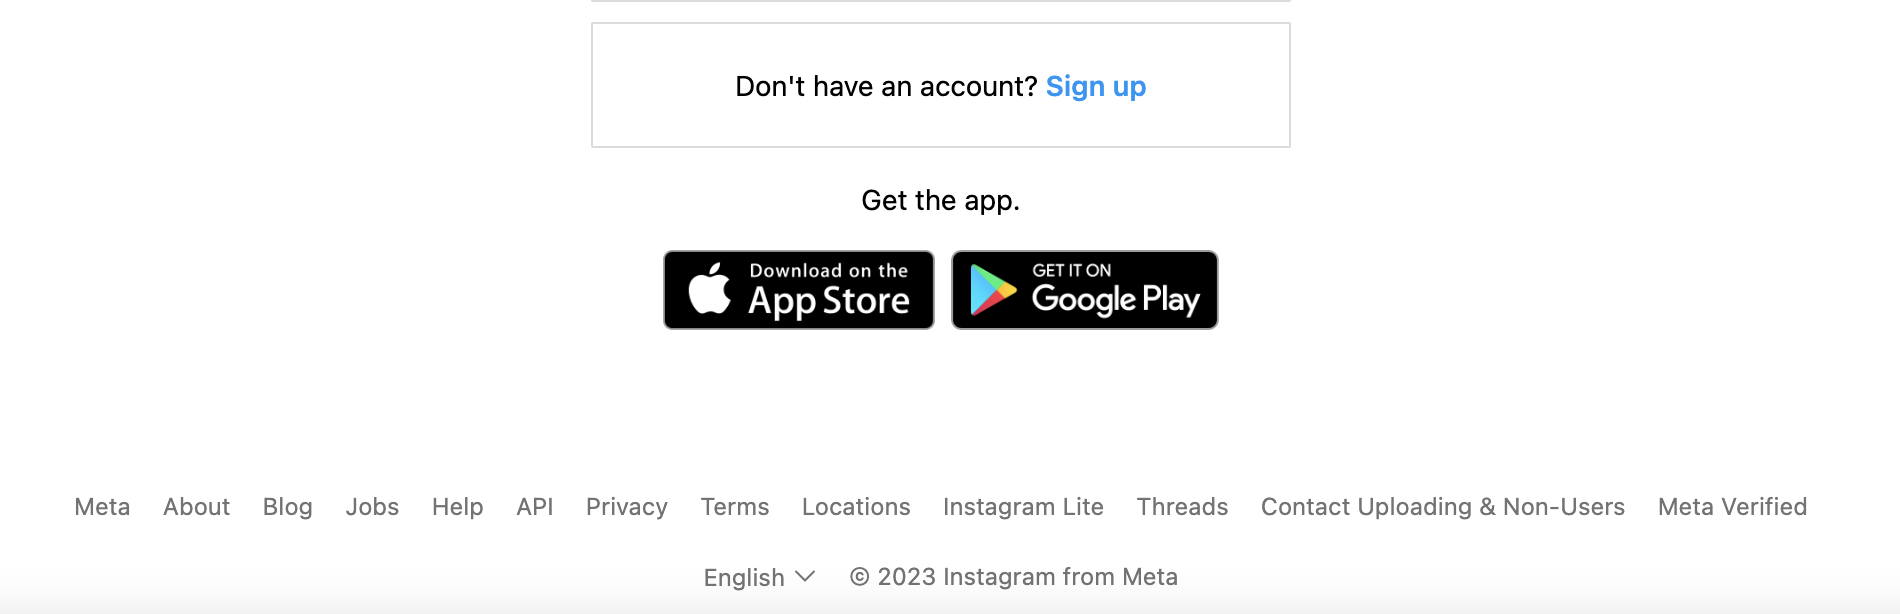 Don't have an account? Sign up
Get the app.
Download on the
App Store
GET IT ON
Google Play
Meta About Blog Jobs Help API Privacy Terms Locations Instagram Lite Threads Contact Uploading & Non-Users Meta Verified
English © 2023 Instagram from Meta